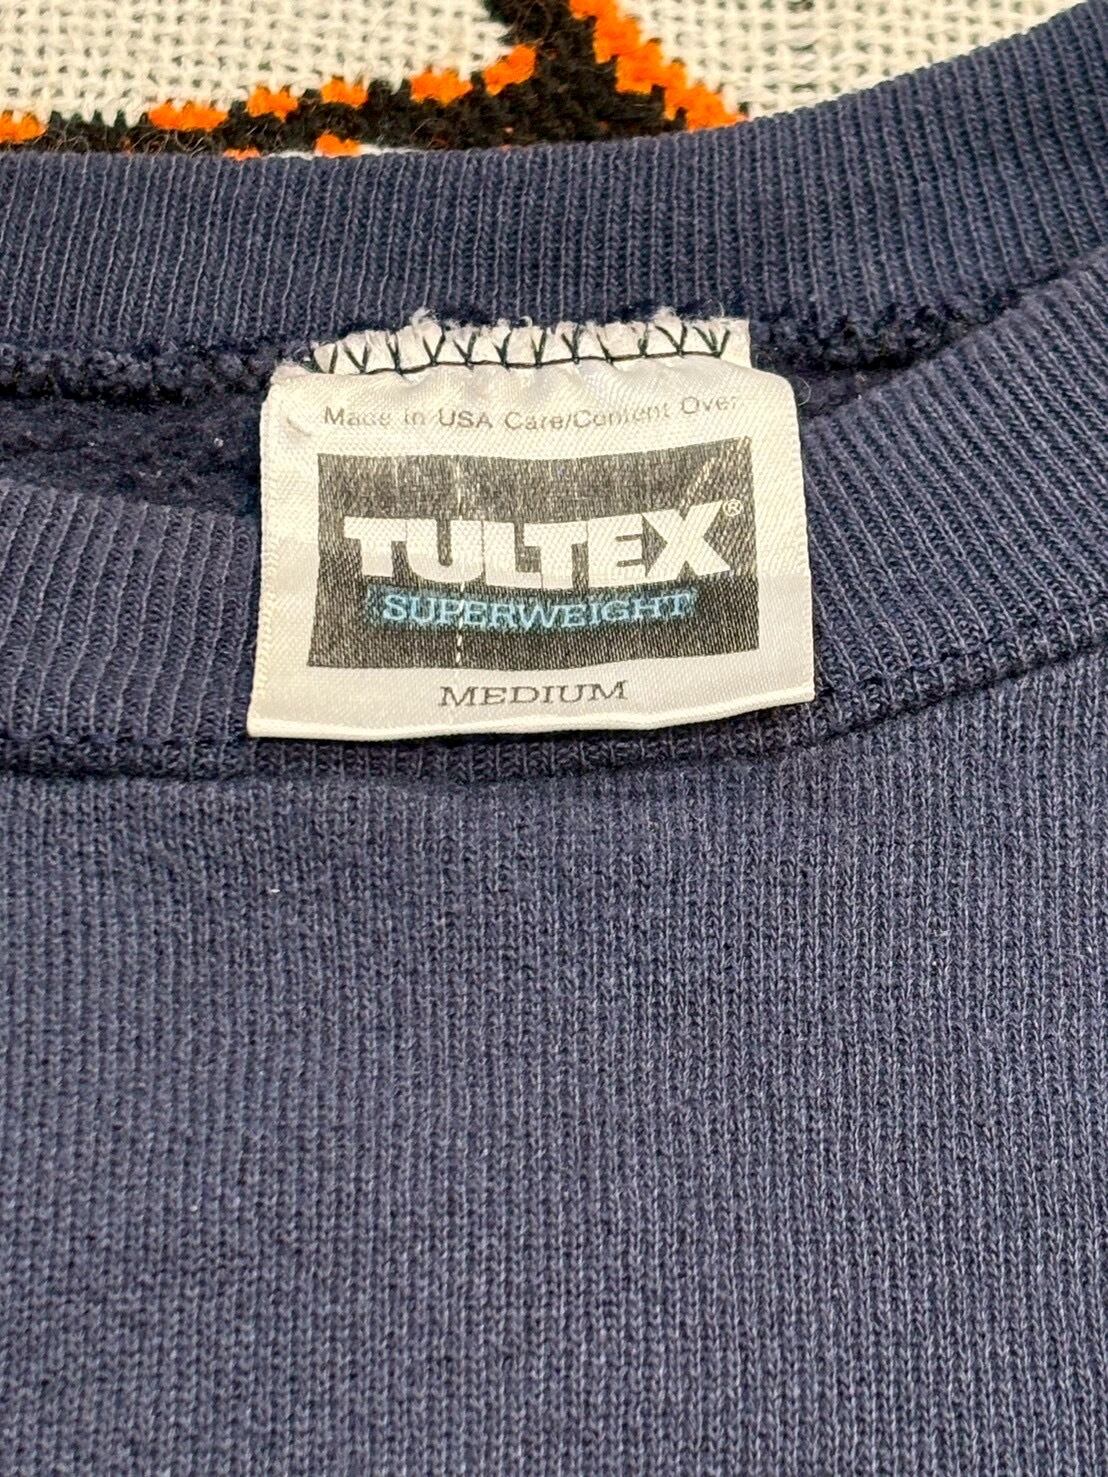 Made in USA Care/Content Over
TULTEX®
SUPERWEIGHT
MEDIUM